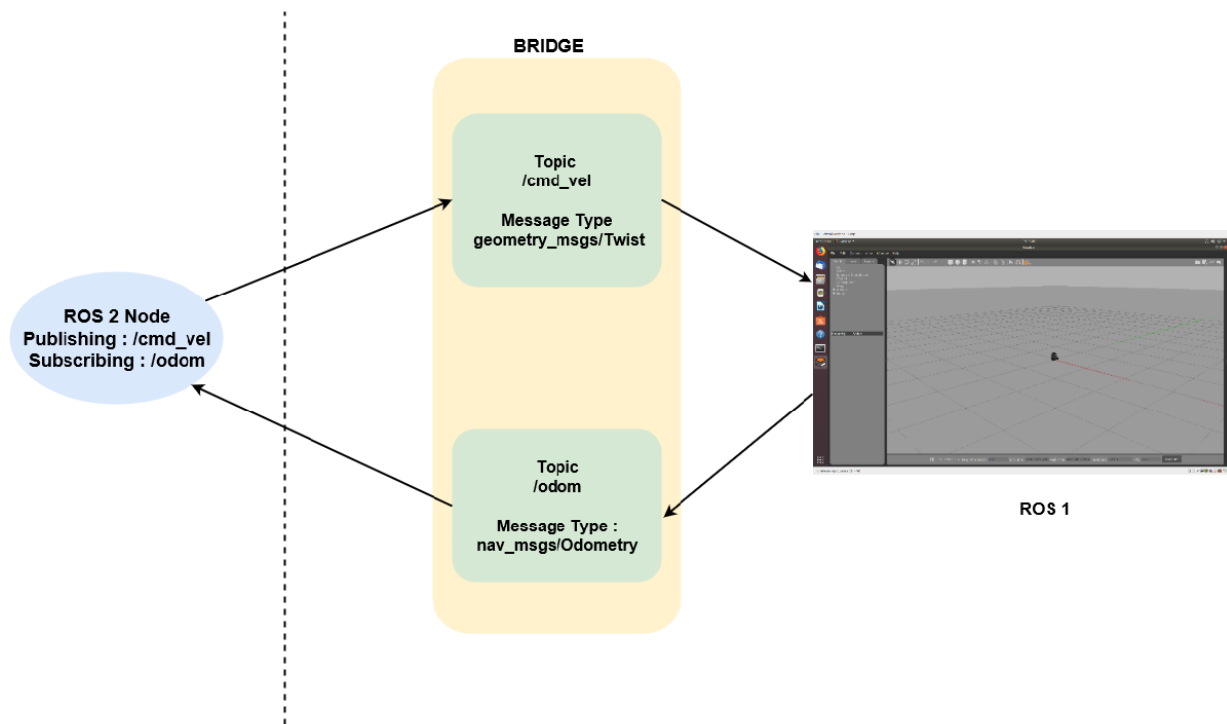 BRIDGE
Topic
/cmd_vel
Message Type
geometry_msgs/Twist
ROS 2 Node
Publishing : /cmd_vel
Subscribing : /odom
Topic
/odom
Message Type :
nav_msgs/Odometry
ROS 1